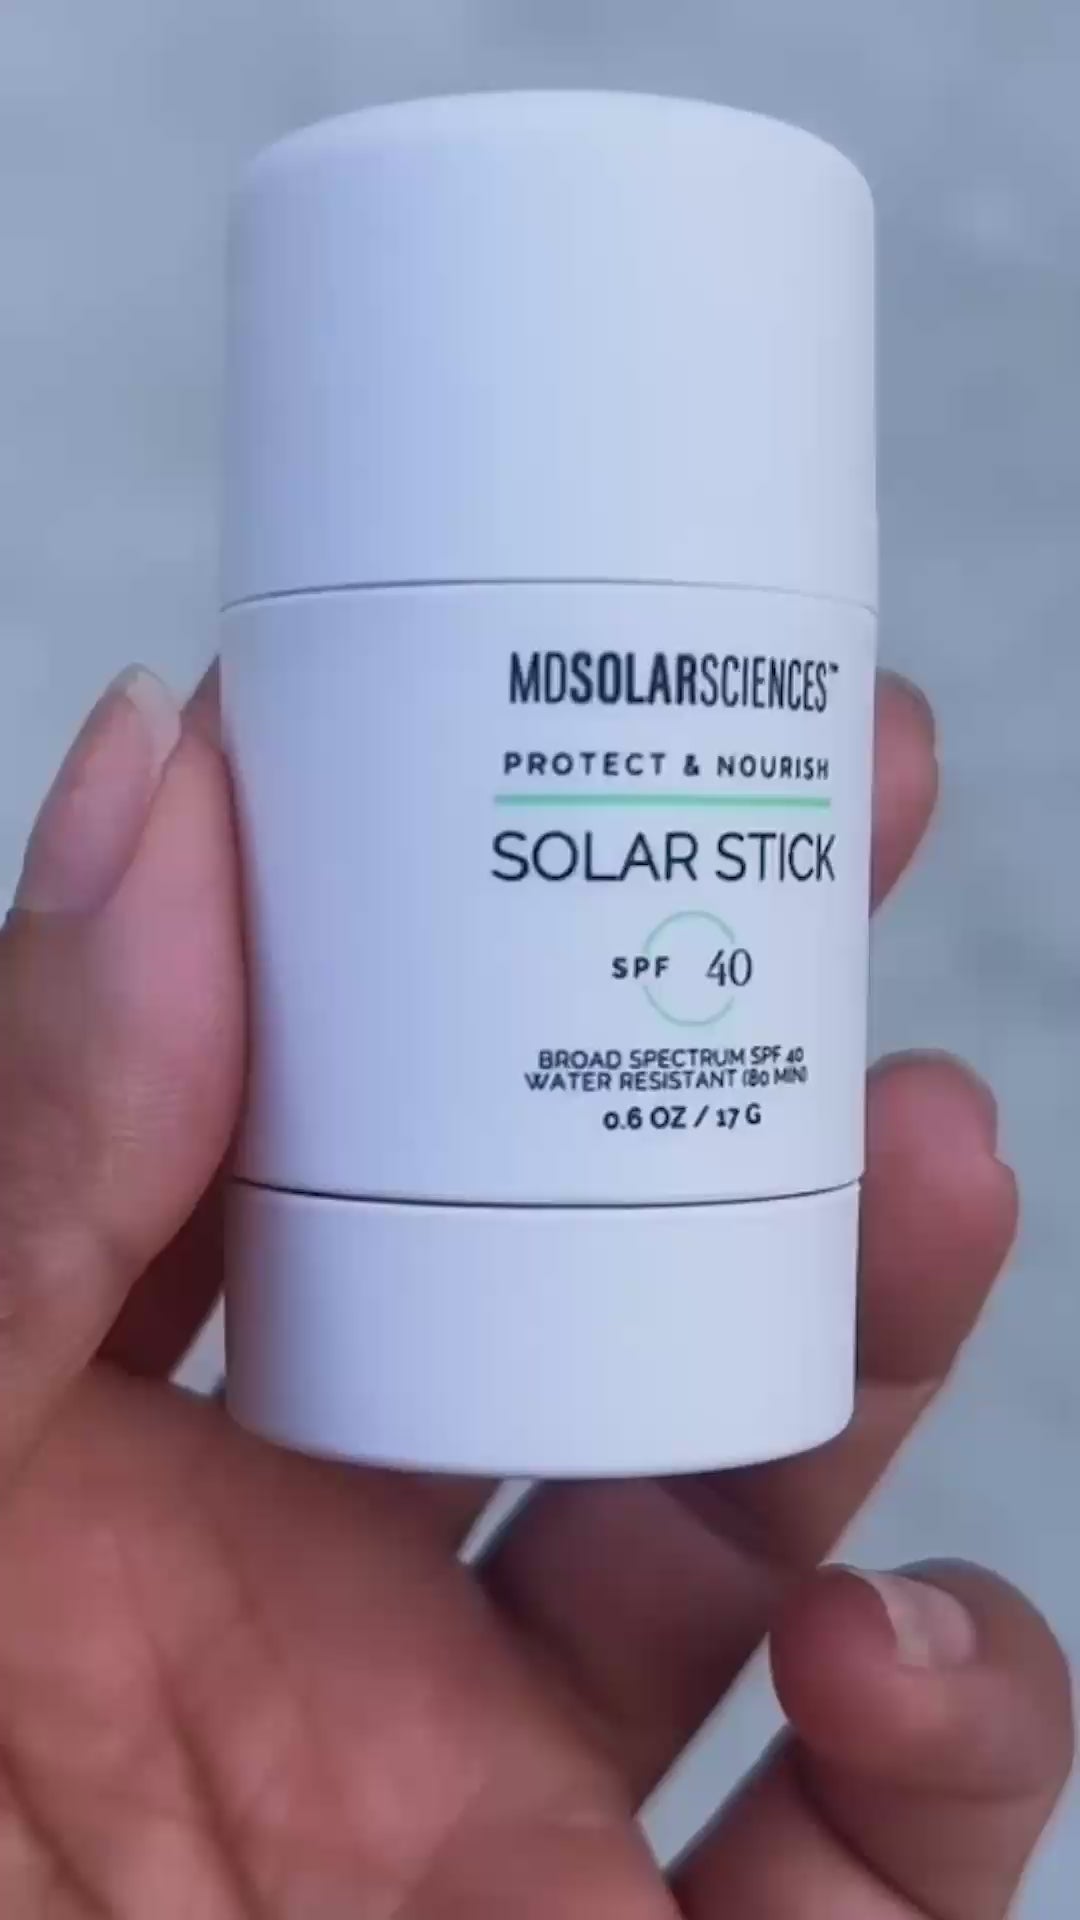 MDSOLARSCIENCES™
PROTECT & NOURISH
SOLAR STICK
SPF 40
BROAD SPECTRUM SPF 40
WATER RESISTANT (80 MIN)
0.6 OZ / 17 G